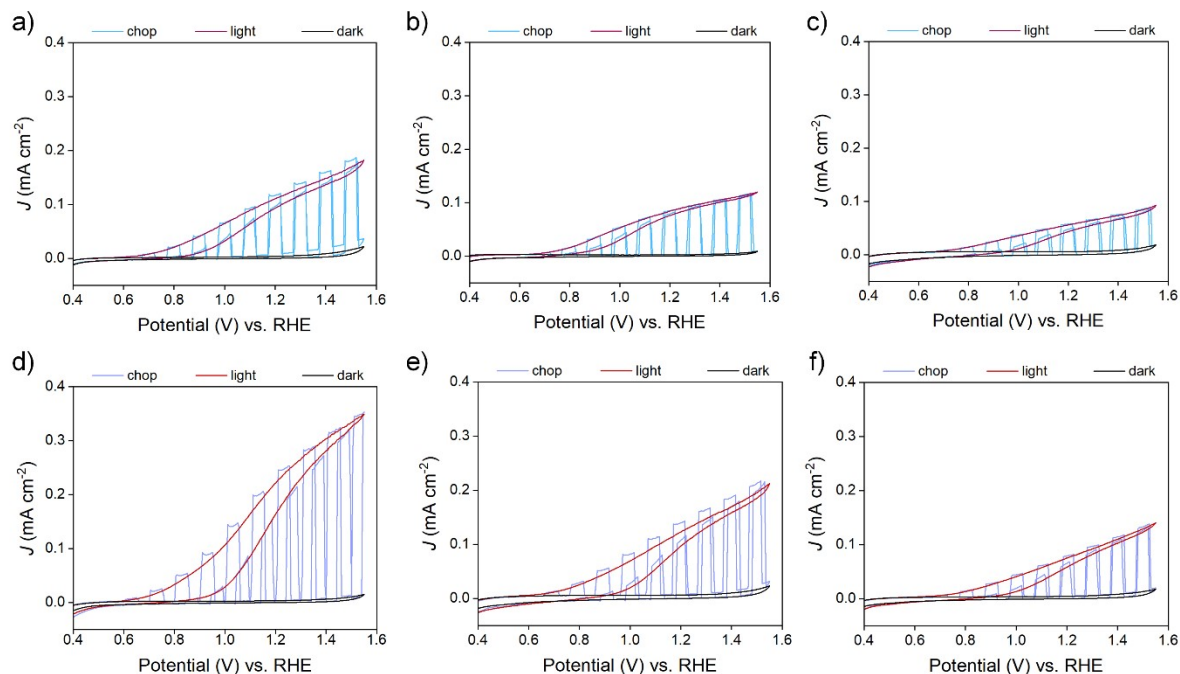 a)
chop light dark
0.4
0.3
0.2
0.1
0.0
J (mA cm-2)
0.4 0.6 0.8 1.0 1.2 1.4 1.6
Potential (V) vs. RHE
b)
chop light dark
0.4
0.3
0.2
0.1
0.0
J (mA cm-2)
0.4 0.6 0.8 1.0 1.2 1.4 1.6
Potential (V) vs. RHE
c)
chop light dark
0.4
0.3
0.2
0.1
0.0
J (mA cm-2)
0.4 0.6 0.8 1.0 1.2 1.4 1.6
Potential (V) vs. RHE
d)
chop light dark
0.4
0.3
0.2
0.1
0.0
J (mA cm-2)
0.4 0.6 0.8 1.0 1.2 1.4 1.6
Potential (V) vs. RHE
e)
chop light dark
0.4
0.3
0.2
0.1
0.0
J (mA cm-2)
0.4 0.6 0.8 1.0 1.2 1.4 1.6
Potential (V) vs. RHE
f)
chop light dark
0.4
0.3
0.2
0.1
0.0
J (mA cm-2)
0.4 0.6 0.8 1.0 1.2 1.4 1.6
Potential (V) vs. RHE